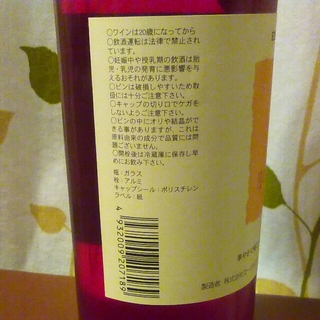 ○ワインは20歳になってから
○飲酒運転は法律で禁止され
ています。
○妊娠中や授乳期の飲酒は胎
児・乳児の発育に悪影響を与
えるおそれがあります。
○ビンは破損しやすいため取
扱には十分ご注意下さい。
○キャップの切り口でケガを
しないようご注意下さい。
○ビンの中にオリや結晶がで
きる事がありますが、これは
原料由来の成分で品質には問
題ございません。
○開栓後は冷蔵庫に保存し早
めにお飲み下さい。
瓶：ガラス
栓：アルミ
キャップシール：ポリスチレン
ラベル：紙
4932009207189
製造者 株式会社